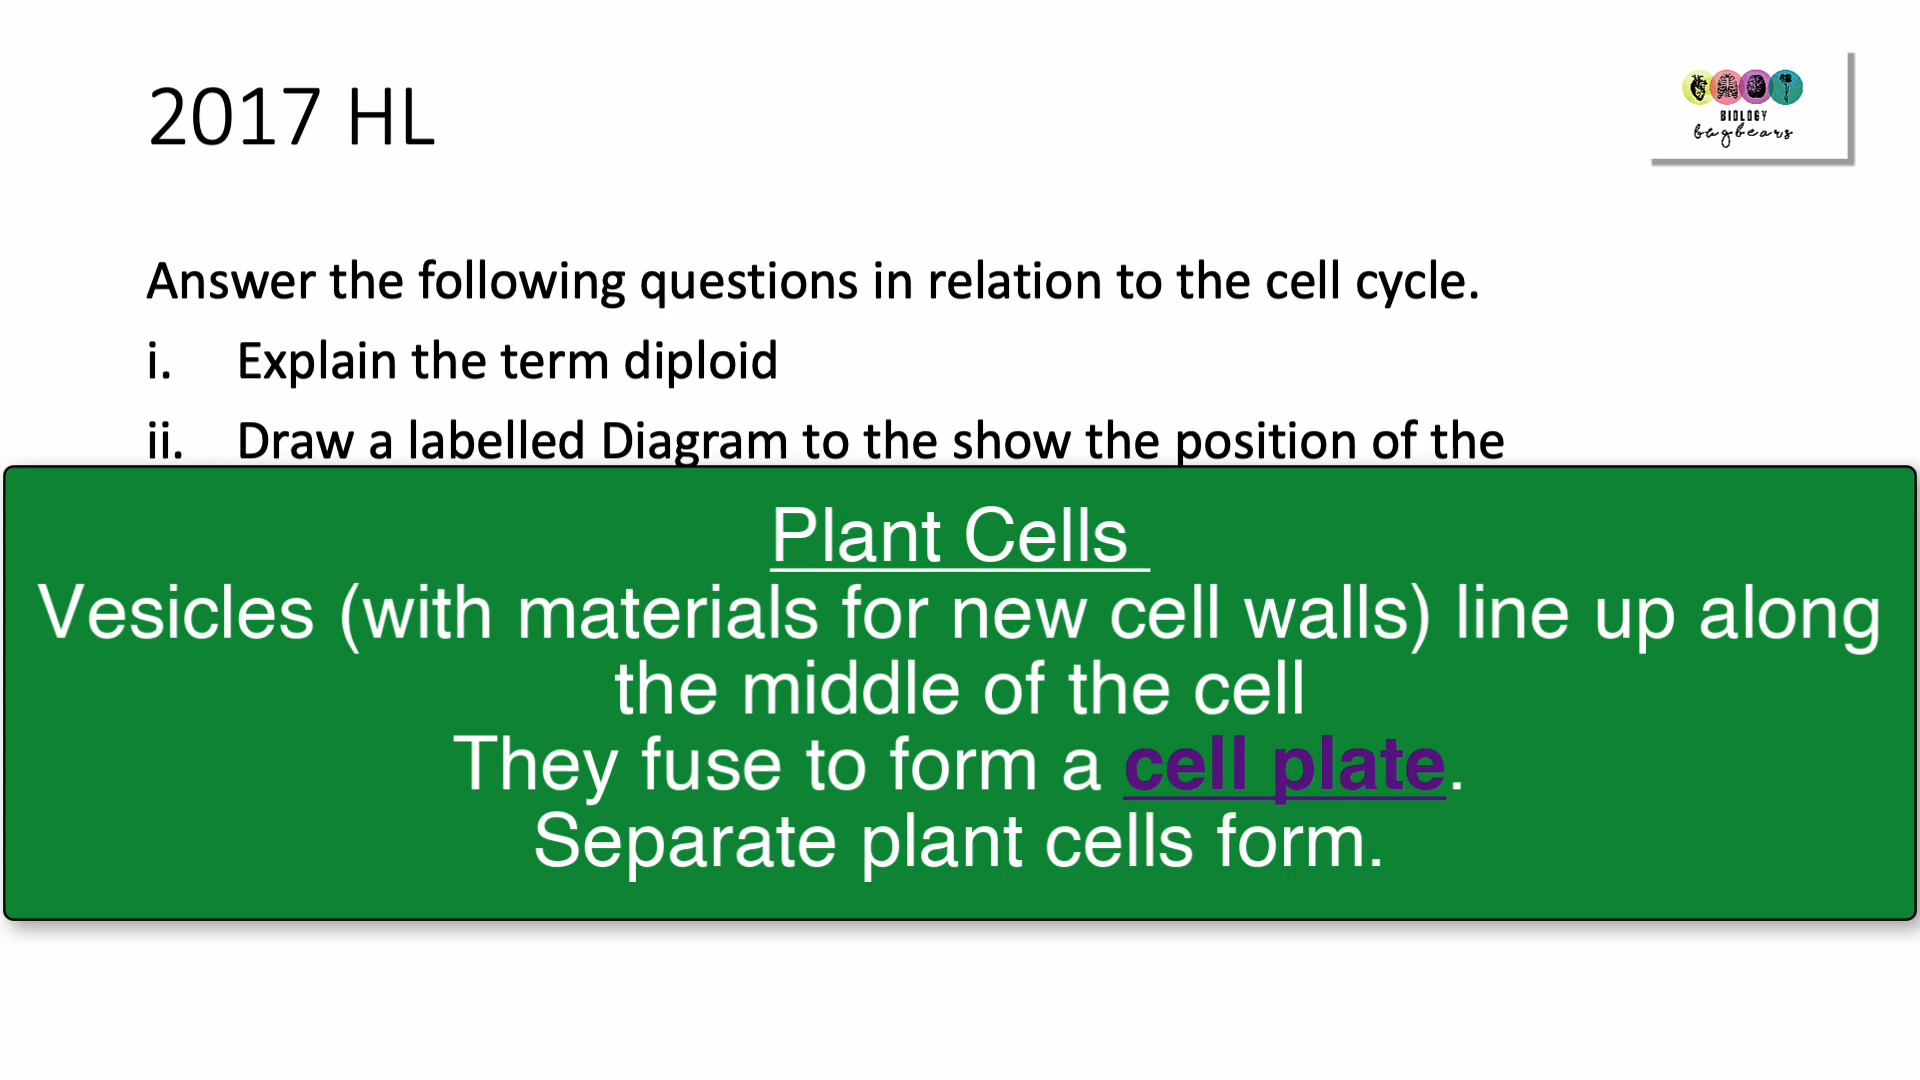 2017 HL
BIOLOGY
bugbears
Answer the following questions in relation to the cell cycle.
i. Explain the term diploid
ii. Draw a labelled Diagram to the show the position of the
Plant Cells
Vesicles (with materials for new cell walls) line up along
the middle of the cell
They fuse to form a cell plate.
Separate plant cells form.